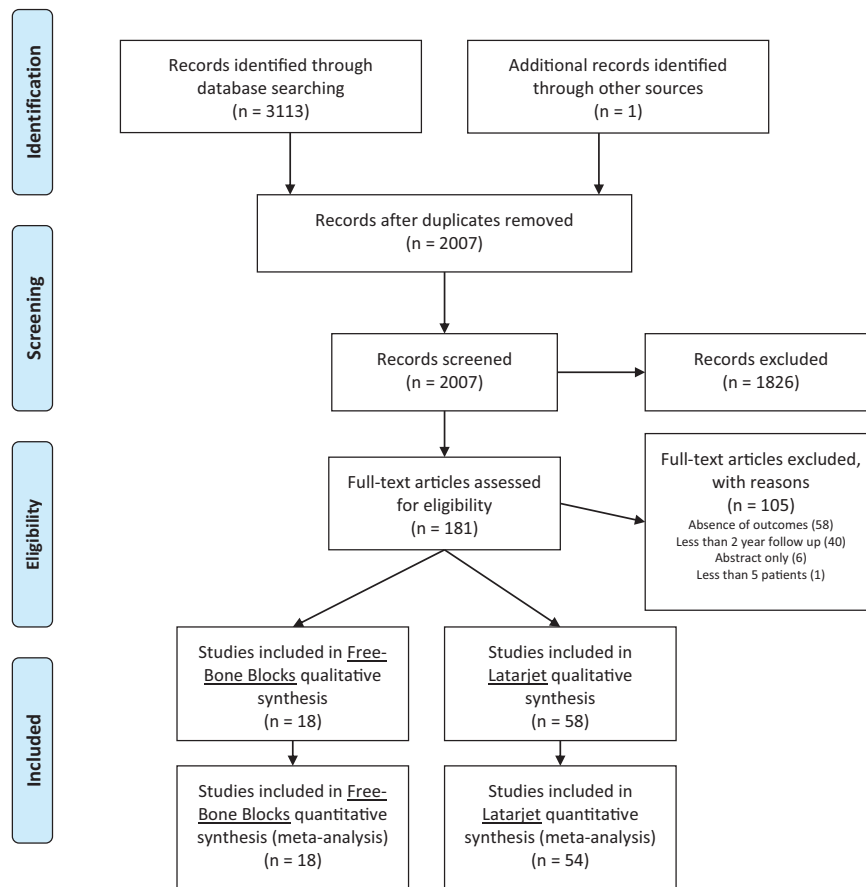 Identification
Records identified through
database searching
(n = 3113)
Additional records identified
through other sources
(n = 1)
Records after duplicates removed
(n = 2007)
Screening
Records screened
(n = 2007)
Records excluded
(n = 1826)
Eligibility
Full-text articles assessed
for eligibility
(n = 181)
Full-text articles excluded,
with reasons
(n = 105)
Absence of outcomes (58)
Less than 2 year follow up (40)
Abstract only (6)
Less than 5 patients (1)
Included
Studies included in Free-
Bone Blocks qualitative
synthesis
(n = 18)
Studies included in
Latarjet qualitative
synthesis
(n = 58)
Studies included in Free-
Bone Blocks quantitative
synthesis (meta-analysis)
(n = 18)
Studies included in
Latarjet quantitative
synthesis (meta-analysis)
(n = 54)